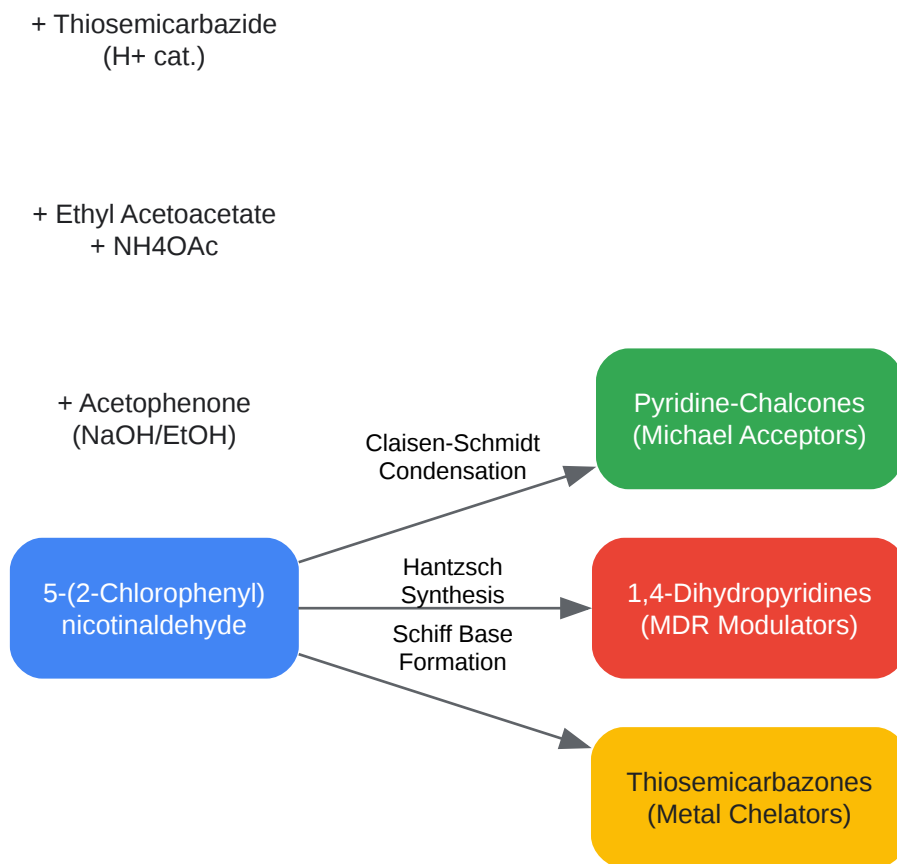 + Thiosemicarbazide
(H+ cat.)
+ Ethyl Acetoacetate
+ NH4OAc
+ Acetophenone
(NaOH/EtOH)
Pyridine-Chalcones
(Michael Acceptors)
Claisen-Schmidt
Condensation
5-(2-Chlorophenyl)
nicotinaldehyde
Hantzsch
Synthesis
1,4-Dihydropyridines
(MDR Modulators)
Schiff Base
Formation
Thiosemicarbazones
(Metal Chelators)